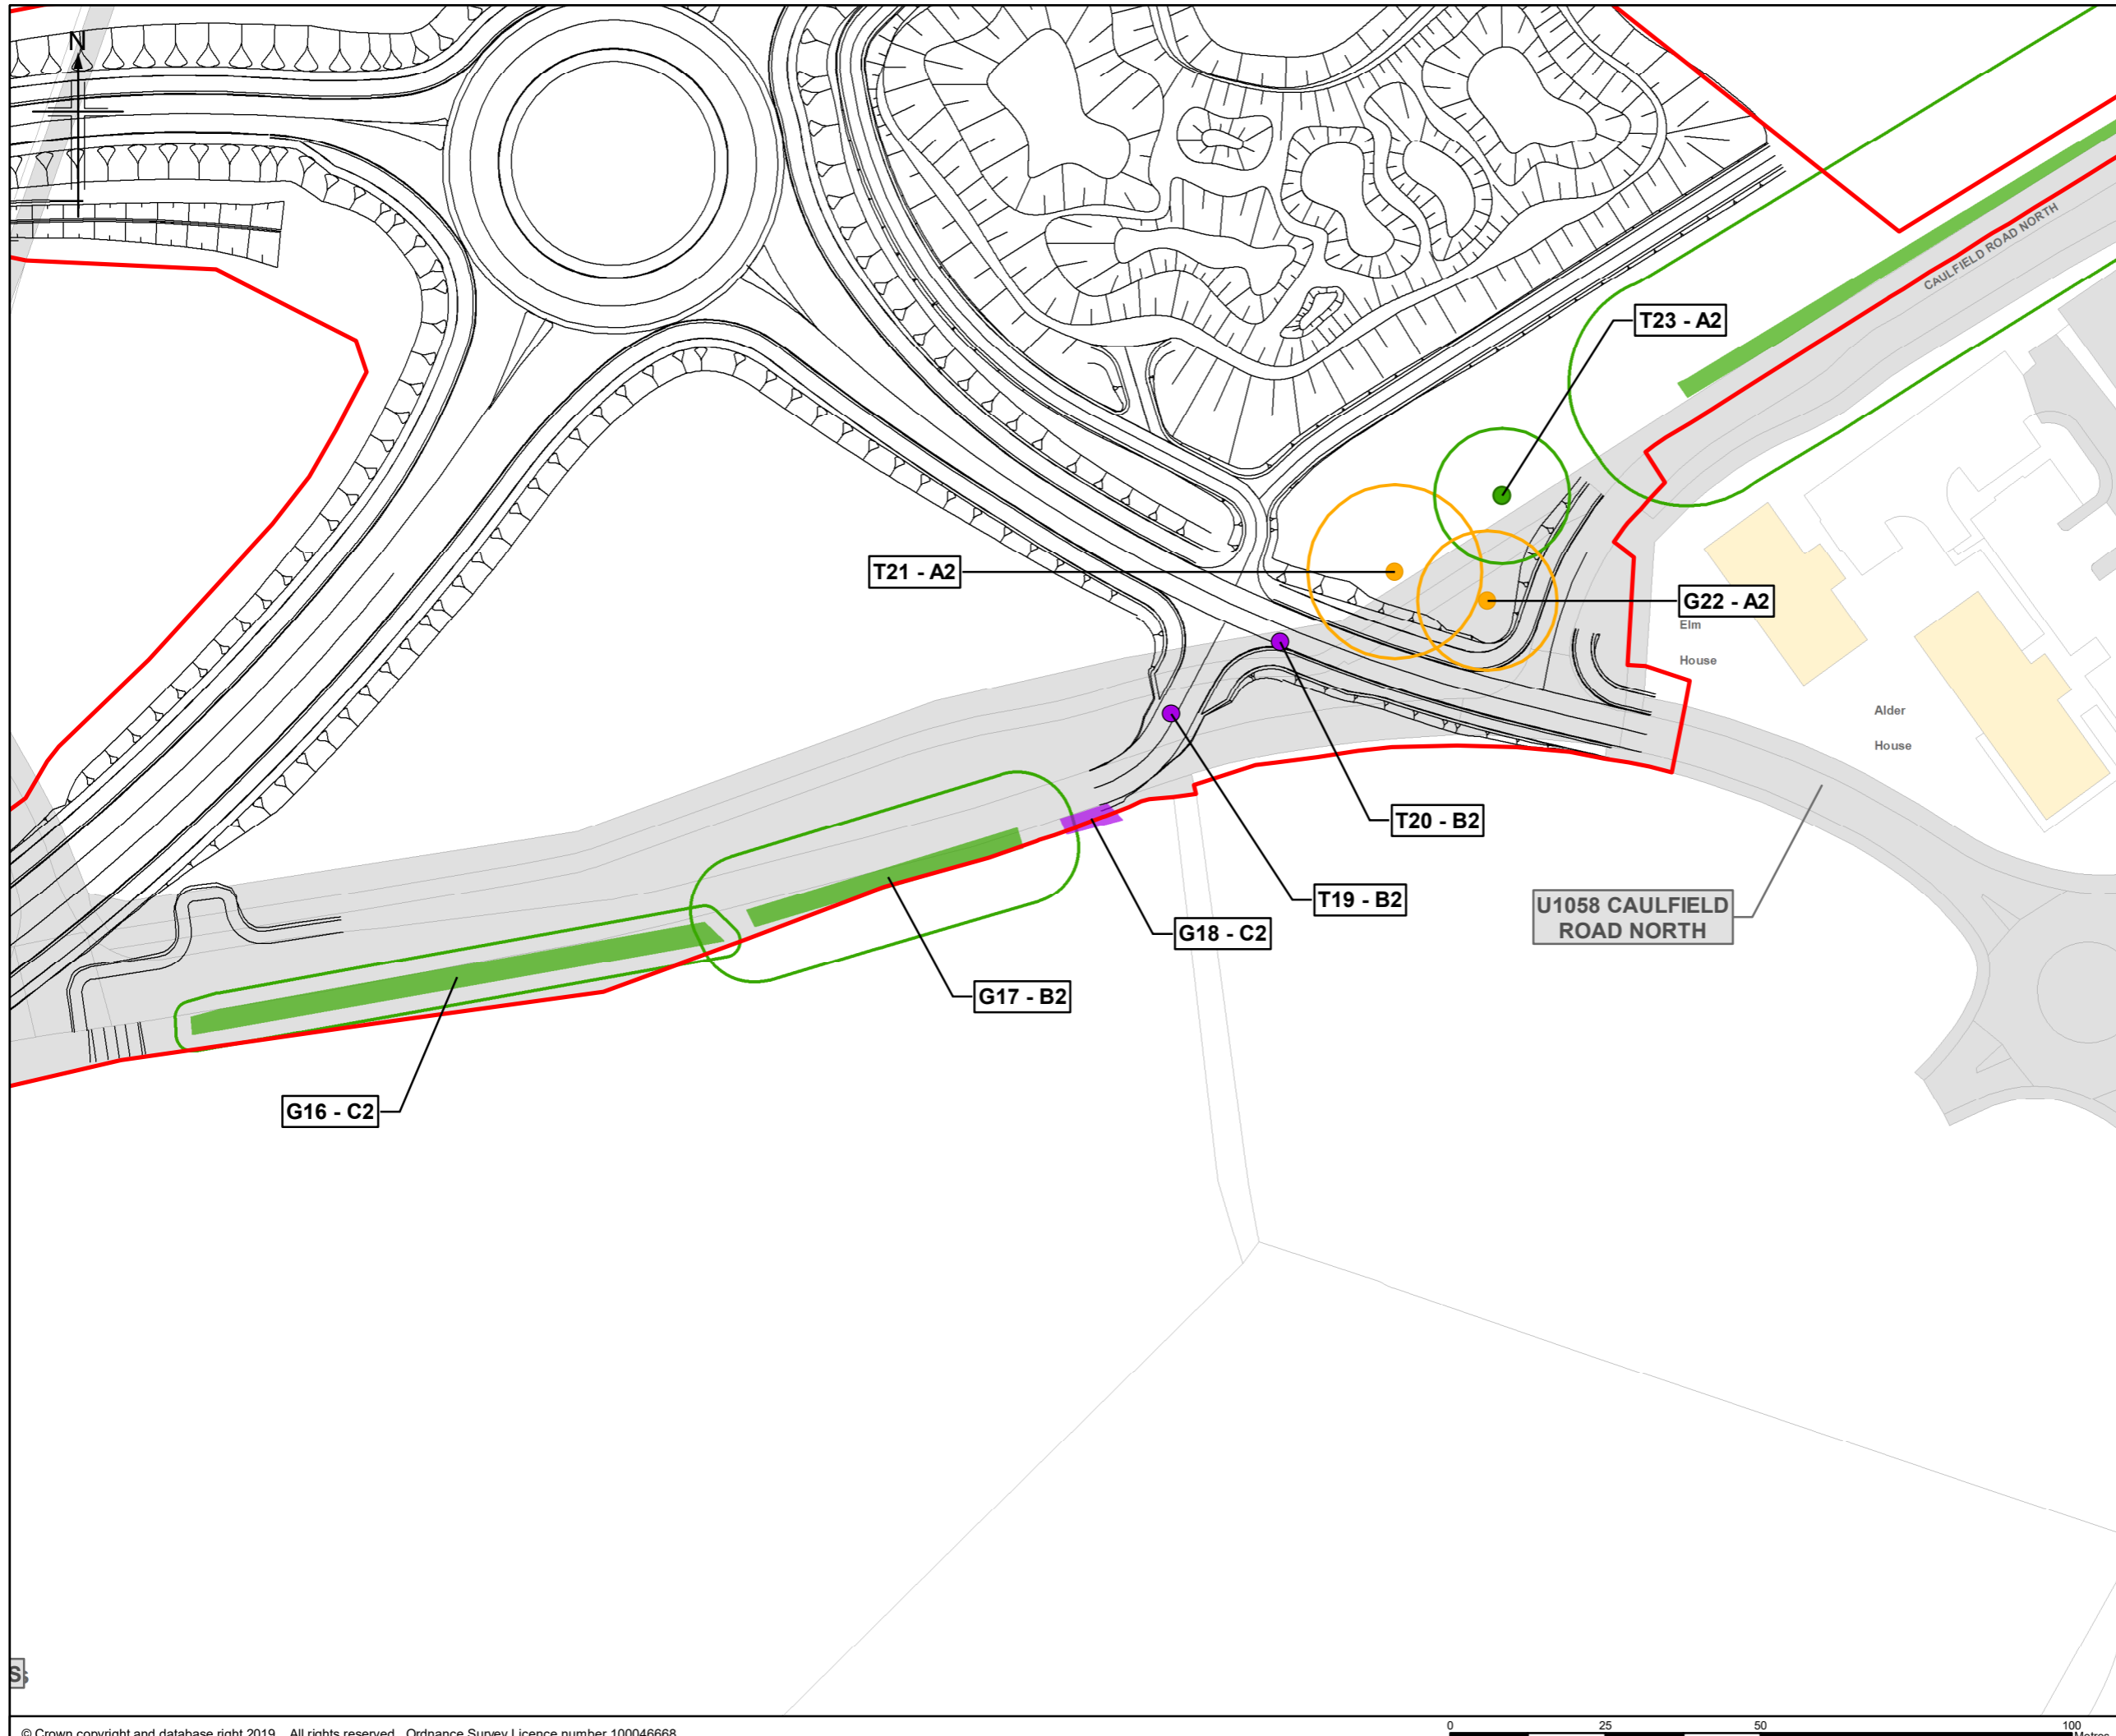 N
CAULFIELD ROAD NORTH
T23 - A2
T21 - A2
G22 - A2
Elm
House
Alder
House
T20 - B2
T19 - B2
U1058 CAULFIELD
ROAD NORTH
G18 - C2
G17 - B2
G16 - C2
© Crown copyright and database right 2019. All rights reserved. Ordnance Survey Licence number 100046668.
0 25 50 100
Metres